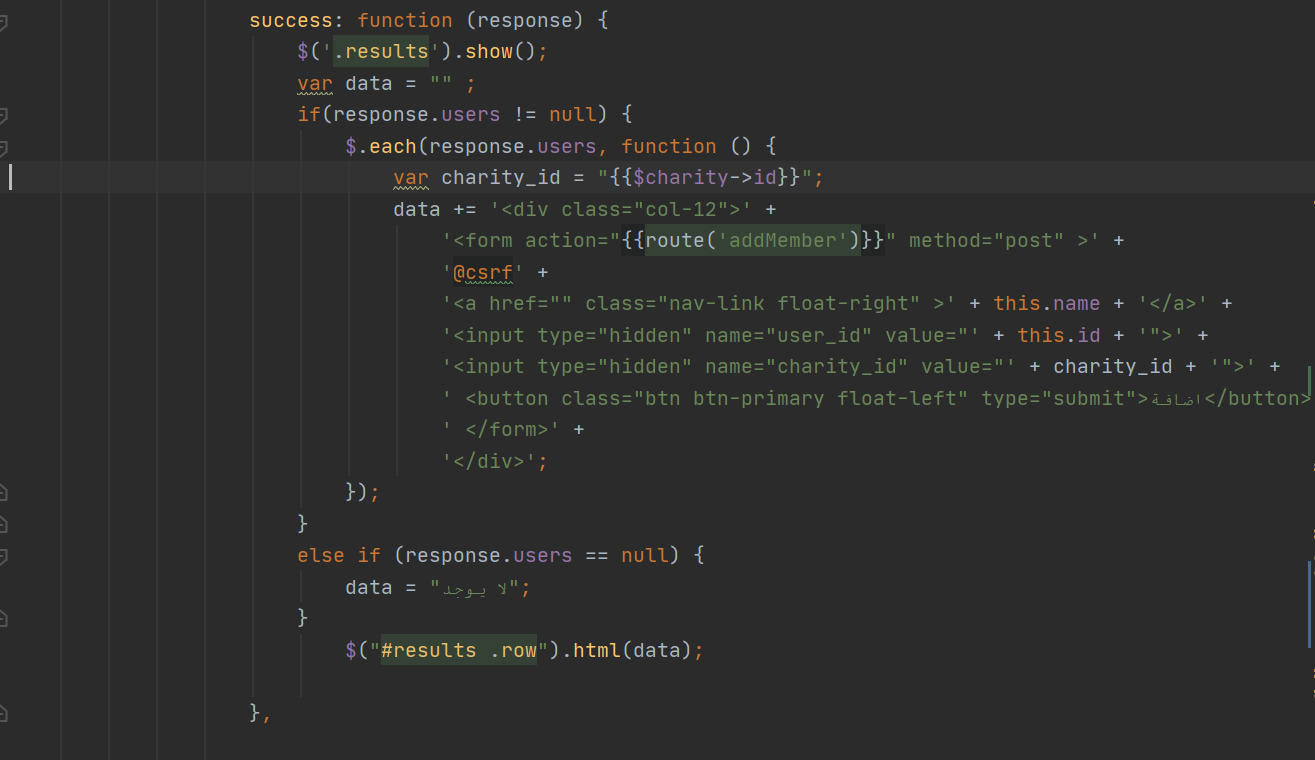 success: function (response) {
$('.results').show();
var data = "" ;
if(response.users != null) {
$.each(response.users, function () {
var charity_id = "{{$charity->id}}";
data += '<div class="col-12">' +
'<form action="{{route('addMember')}}" method="post" >' +
'@csrf' +
'<a href="" class="nav-link float-right" >' + this.name + '</a>' +
'<input type="hidden" name="user_id" value="' + this.id + '">' +
'<input type="hidden" name="charity_id" value="' + charity_id + '">' +
' <button class="btn btn-primary float-left" type="submit">اضافة</button>
' </form>' +
'</div>';
});
}
else if (response.users == null) {
data = "لا يوجد";
}
$("#results .row").html(data);
},